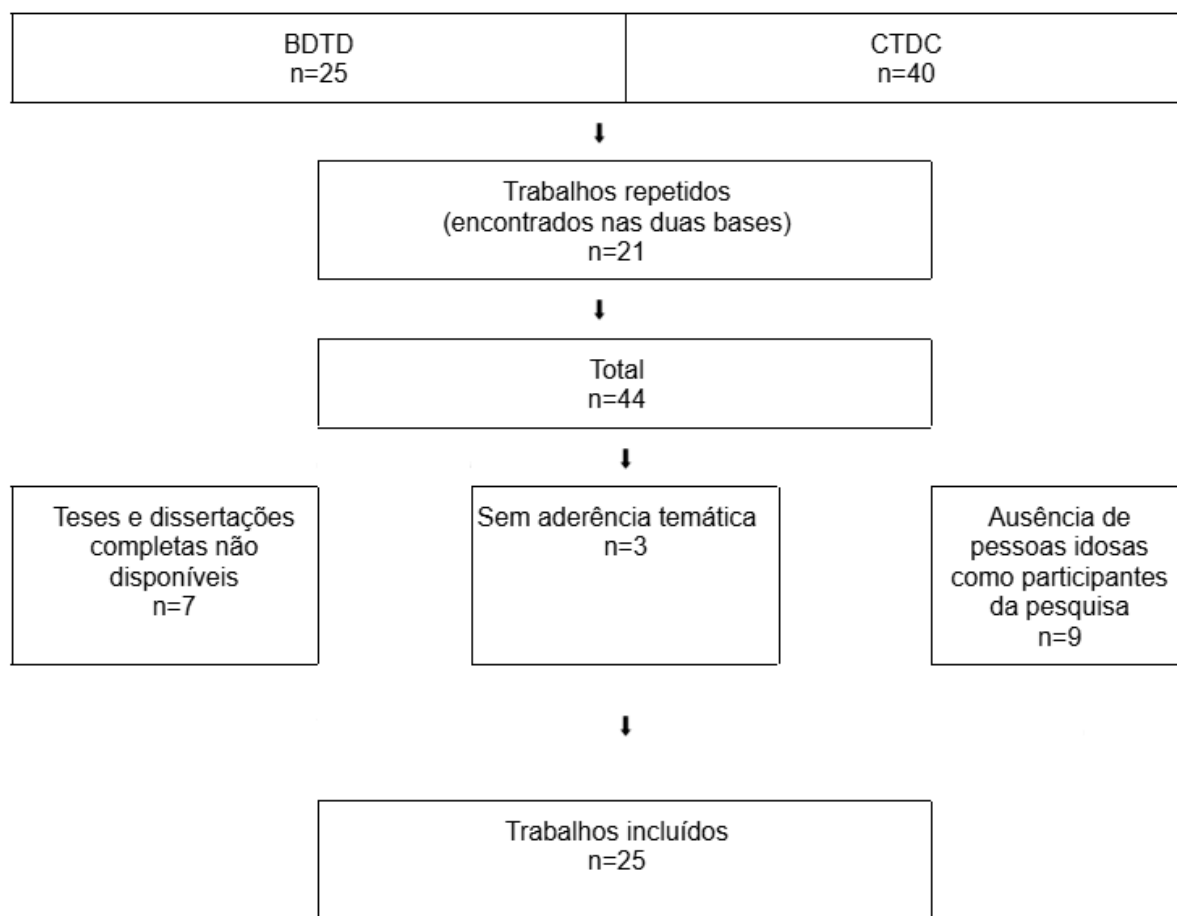 BDTD
n=25
CTDC
n=40
Trabalhos repetidos
(encontrados nas duas bases)
n=21
Total
n=44
Teses e dissertações
completas não
disponíveis
n=7
Sem aderência temática
n=3
Ausência de
pessoas idosas
como participantes
da pesquisa
n=9
Trabalhos incluídos
n=25